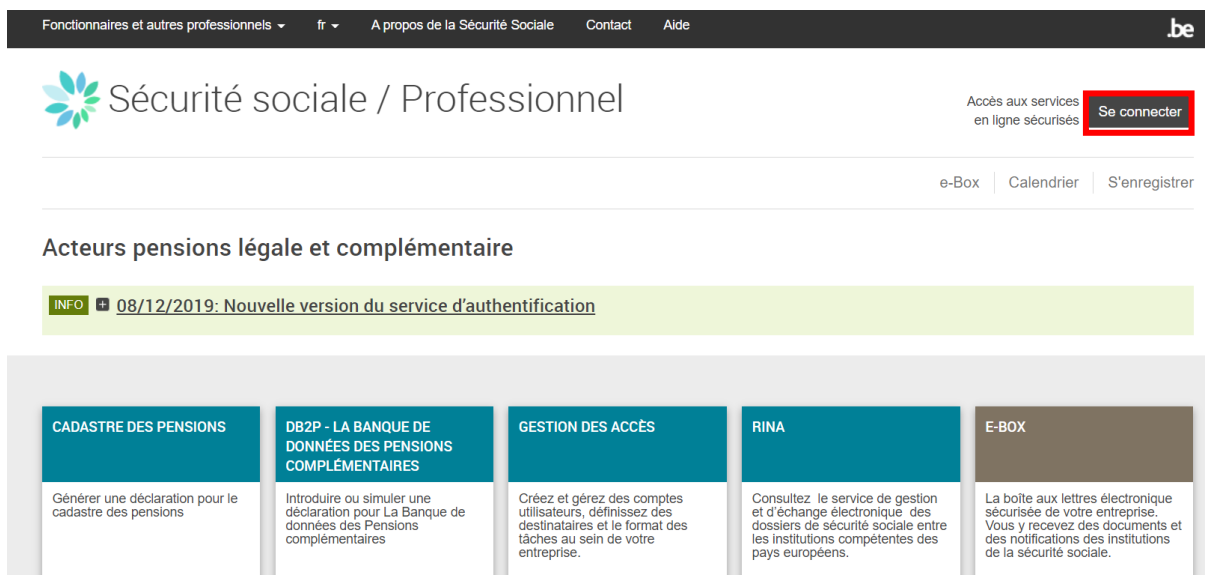 Fonctionnaires et autres professionnels fr A propos de la Sécurité Sociale Contact Aide .be
Sécurité sociale / Professionnel
Accès aux services
en ligne sécurisés
Se connecter
e-Box Calendrier S'enregistrer
Acteurs pensions légale et complémentaire
INFO 08/12/2019: Nouvelle version du service d'authentification
CADASTRE DES PENSIONS
Générer une déclaration pour le
cadastre des pensions
DB2P - LA BANQUE DE
DONNÉES DES PENSIONS
COMPLÉMENTAIRES
Introduire ou simuler une
déclaration pour La Banque de
données des Pensions
complémentaires
GESTION DES ACCÈS
Créez et gérez des comptes
utilisateurs, définissez des
destinataires et le format des
tâches au sein de votre
entreprise.
RINA
Consultez le service de gestion
et d'échange électronique des
dossiers de sécurité sociale entre
les institutions compétentes des
pays européens.
E-BOX
La boîte aux lettres électronique
sécurisée de votre entreprise.
Vous y recevez des documents et
des notifications des institutions
de la sécurité sociale.